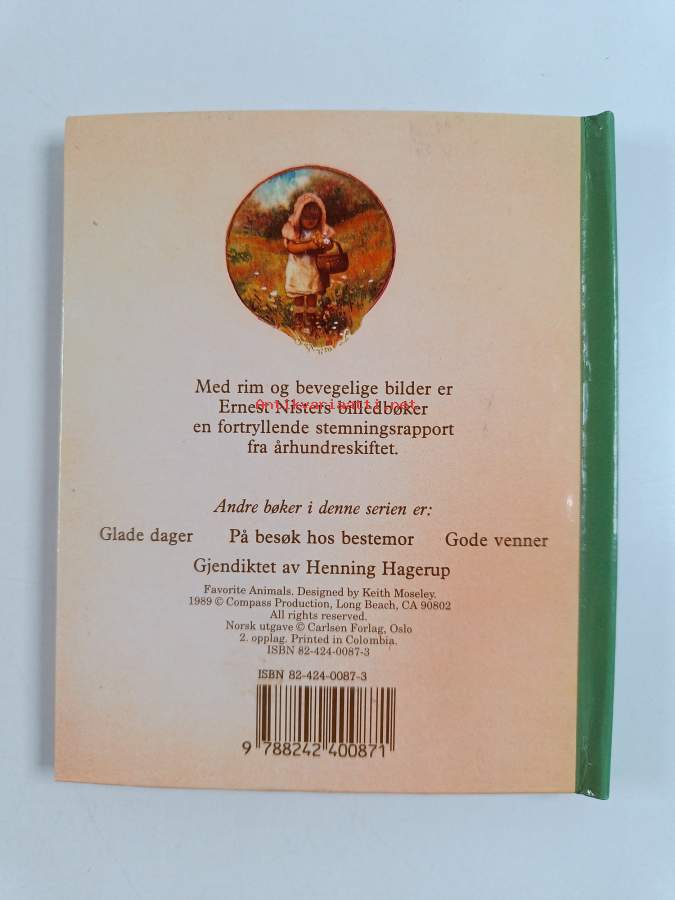 Med rim og bevegelige bilder er
Ernest Nisters billedbøker
antikvariaatti.net
en fortryllende stemningsrapport
fra århundreskiftet.
Andre bøker i denne serien er:
Glade dager På besøk hos bestemor Gode venner
Gjendiktet av Henning Hagerup
Favorite Animals. Designed by Keith Moseley.
1989 © Compass Production, Long Beach, CA 90802
All rights reserved.
Norsk utgave © Carlsen Forlag, Oslo
2. opplag. Printed in Colombia.
ISBN 82-424-0087-3
ISBN 82-424-0087-3
9 788242 400871